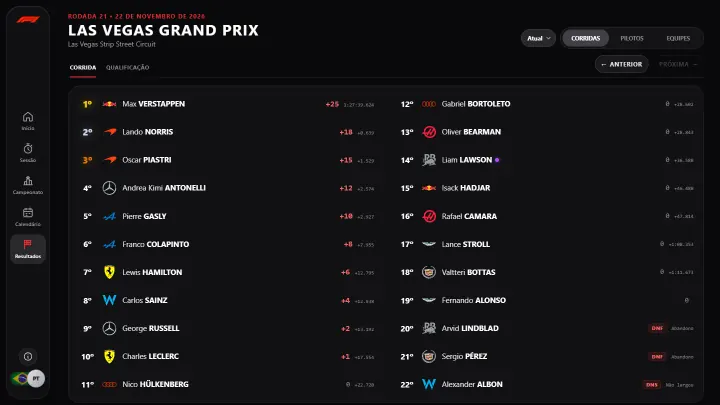 RODADA 21 • 22 DE NOVEMBRO DE 2026
LAS VEGAS GRAND PRIX
Las Vegas Strip Street Circuit
Atual
CORRIDAS
PILOTOS
EQUIPES
← ANTERIOR
PRÓXIMA →
CORRIDA
QUALIFICAÇÃO
Início
Sessão
Campeonato
Calendário
Resultados
PT
1º Max VERSTAPPEN +25
2º Lando NORRIS +18
3º Oscar PIASTRI +15
4º Andrea Kimi ANTONELLI +12
5º Pierre GASLY +10
6º Franco COLAPINTO +8
7º Lewis HAMILTON +6
8º Carlos SAINZ +4
9º George RUSSELL +2
10º Charles LECLERC +1
11º Nico HÜLKENBERG 0
12º Gabriel BORTOLETO 0
13º Oliver BEARMAN 0
14º Liam LAWSON 0
15º Isack HADJAR 0
16º Rafael CAMARA 0
17º Lance STROLL 0
18º Valtteri BOTTAS 0
19º Fernando ALONSO 0
20º Arvid LINDBLAD DNF Abandono
21º Sergio PÉREZ DNF Abandono
22º Alexander ALBON DNS Não largou